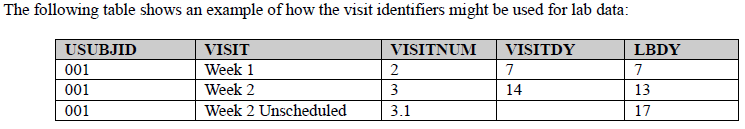 The following table shows an example of how the visit identifiers might be used for lab data:
USUBJID VISIT VISITNUM VISITDY LBDY
001 Week 1 2 7 7
001 Week 2 3 14 13
001 Week 2 Unscheduled 3.1 17